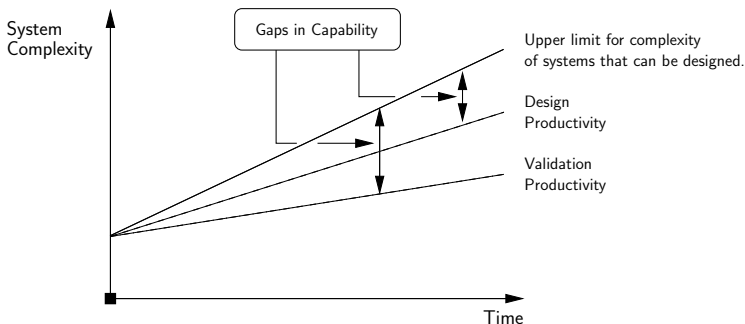 System
Complexity
Gaps in Capability
Upper limit for complexity
of systems that can be designed.
Design
Productivity
Validation
Productivity
Time